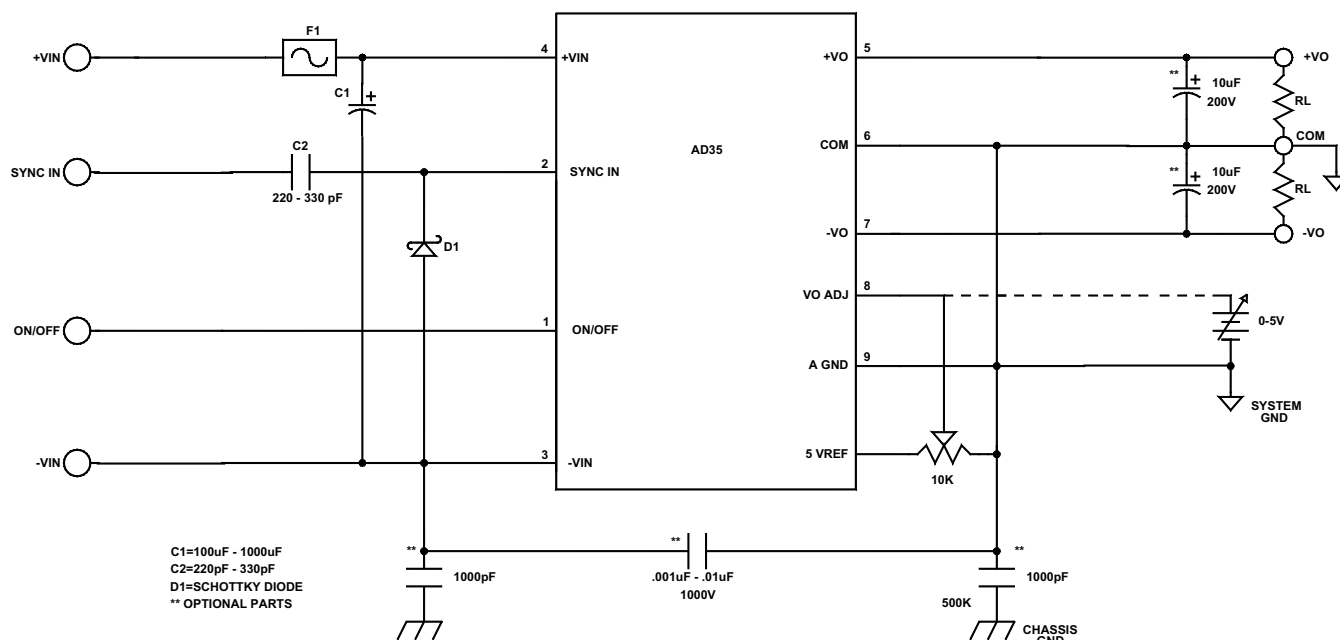 F1
+VIN
4
+VIN
C1
+
C2
SYNC IN
2
SYNC IN
220 - 330 pF
D1
ON/OFF
1
ON/OFF
-VIN
3
-VIN
AD35
+VO
5
+VO
**
+
10uF
200V
RL
COM
6
COM
**
+
10uF
200V
RL
-VO
7
-VO
VO ADJ
8
0-5V
A GND
9
SYSTEM
GND
5 VREF
10K
C1=100uF - 1000uF
C2=220pF - 330pF
D1=SCHOTTKY DIODE
** OPTIONAL PARTS
**
1000pF
**
.001uF - .01uF
1000V
**
1000pF
500K
CHASSIS
GND